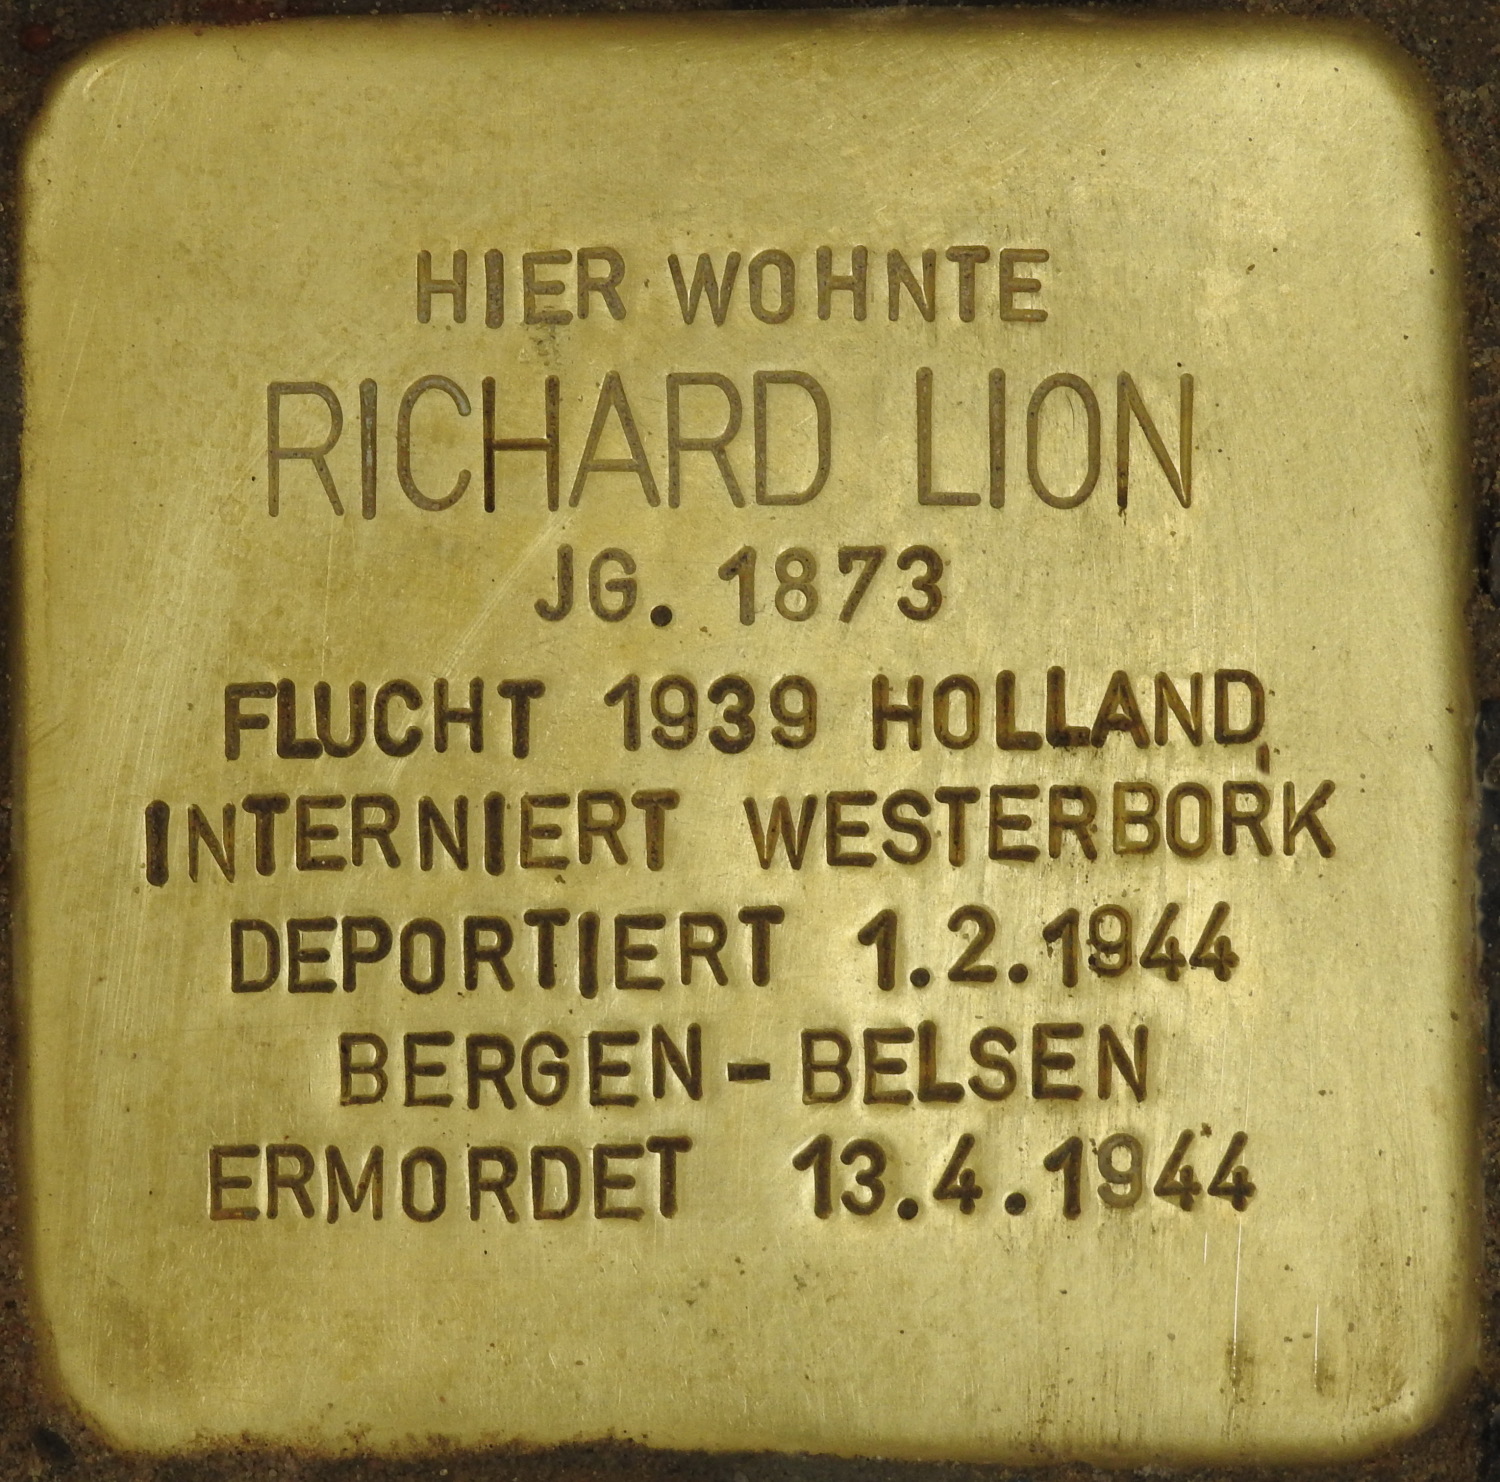 HIER WOHNTE
RICHARD LION
JG. 1873
FLUCHT 1939 HOLLAND
INTERNIERT WESTERBORK
DEPORTIERT 1.2.1944
BERGEN-BELSEN
ERMORDET 13.4.1944